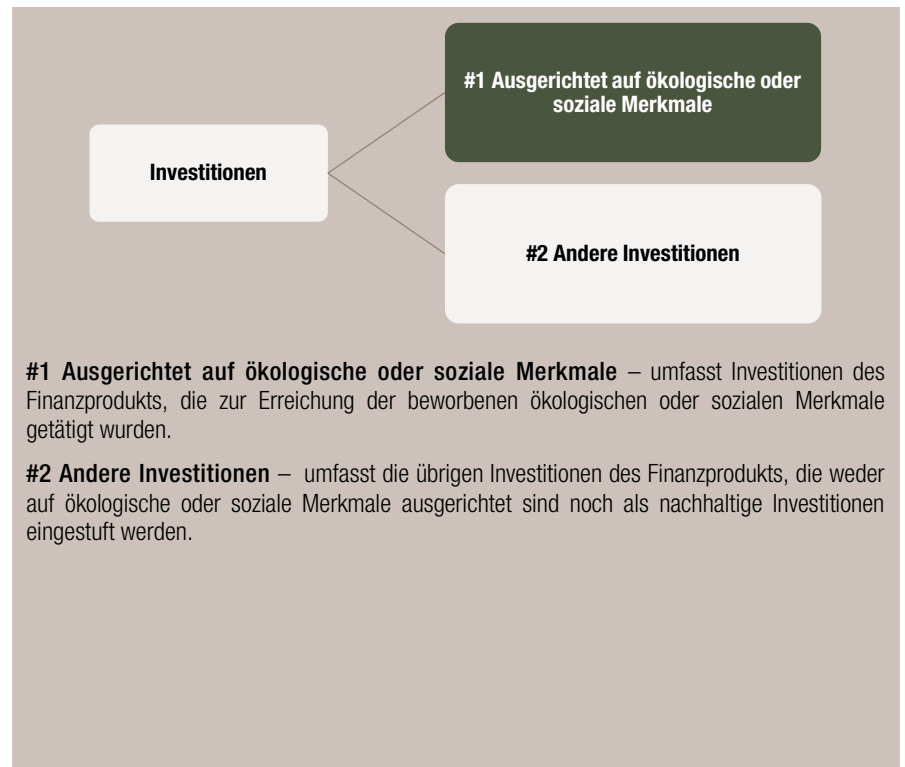 #1 Ausgerichtet auf ökologische oder
soziale Merkmale
Investitionen
#2 Andere Investitionen
#1 Ausgerichtet auf ökologische oder soziale Merkmale – umfasst Investitionen des
Finanzprodukts, die zur Erreichung der beworbenen ökologischen oder sozialen Merkmale
getätigt wurden.
#2 Andere Investitionen – umfasst die übrigen Investitionen des Finanzprodukts, die weder
auf ökologische oder soziale Merkmale ausgerichtet sind noch als nachhaltige Investitionen
eingestuft werden.